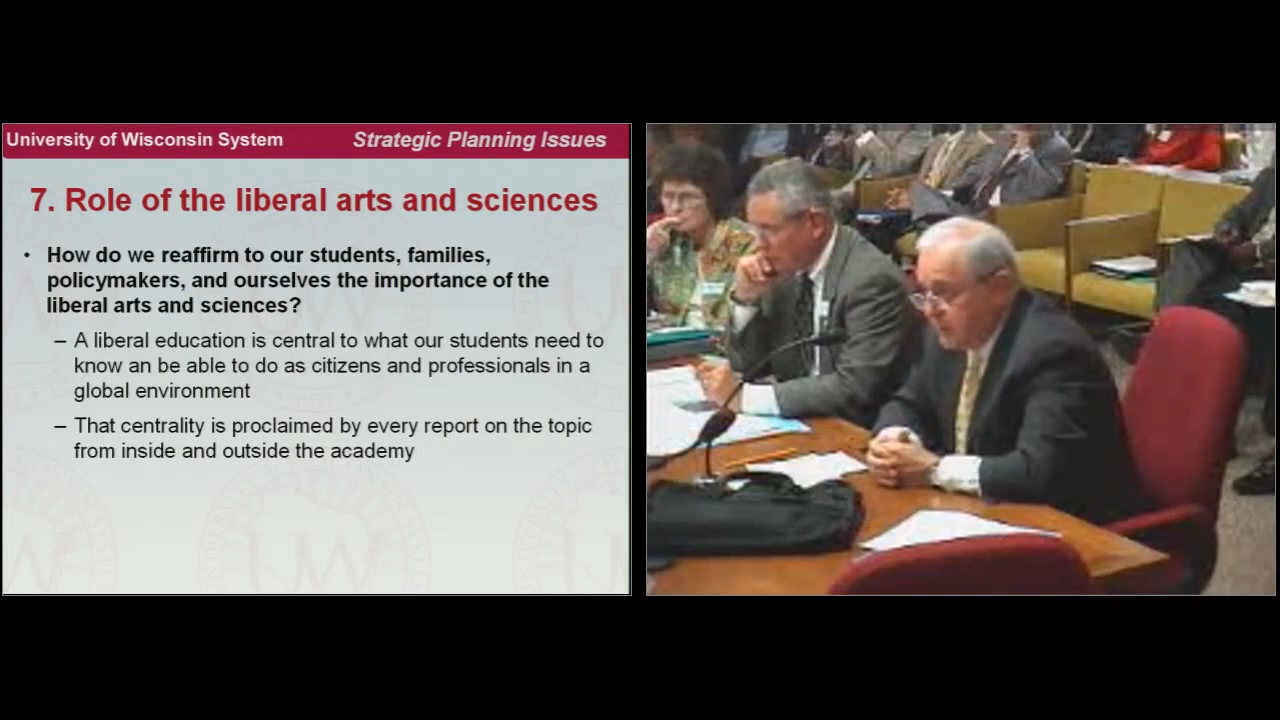 University of Wisconsin System
Strategic Planning Issues
7. Role of the liberal arts and sciences
• How do we reaffirm to our students, families,
policymakers, and ourselves the importance of the
liberal arts and sciences?
– A liberal education is central to what our students need to
know an be able to do as citizens and professionals in a
global environment
– That centrality is proclaimed by every report on the topic
from inside and outside the academy
UW
UW
UW